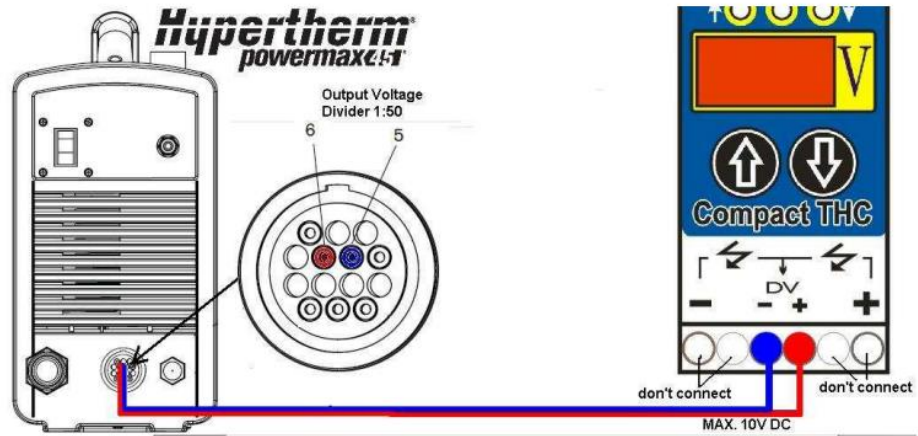 Hypertherm®
powermax45
Output Voltage
Divider 1:50
6
5
V
Compact THC
DV
- - + +
don't connect
don't connect
MAX. 10V DC